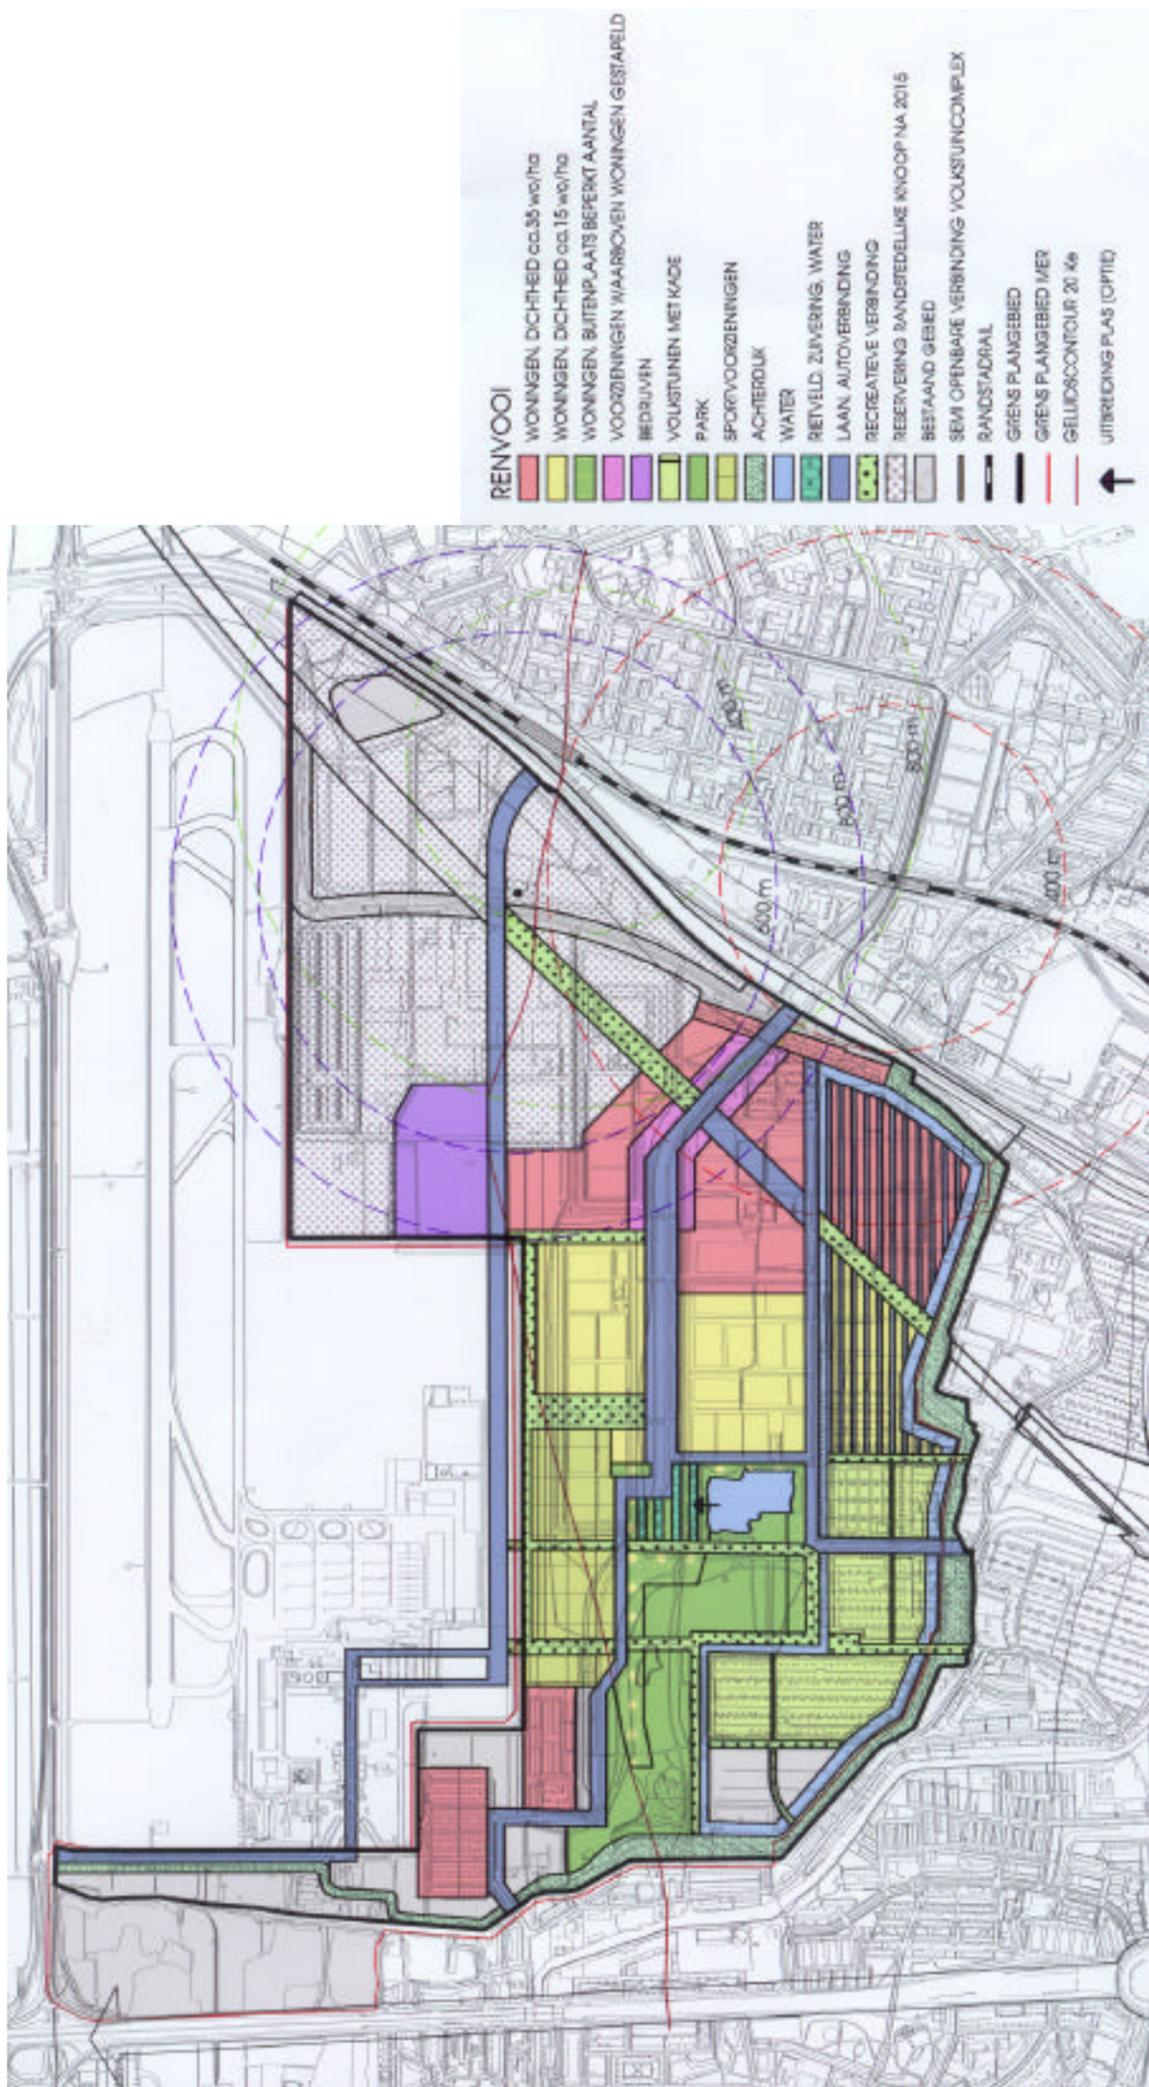 RENVOOI
WONINGEN, DICHTHEID ca.35 wo/ha
WONINGEN, DICHTHEID ca.15 wo/ha
WONINGEN, BUITENPLAATS BEPERKT AANTAL
VOORZIENINGEN WAARBOVEN WONINGEN GESTAPELD
BEDRIJVEN
VOLKSTUINEN MET KADE
PARK
SPORTVOORZIENINGEN
ACHTERDIJK
WATER
RIETVELD, ZUIVERING, WATER
LAAN, AUTOVERBINDING
RECREATIEVE VERBINDING
RESERVERING RANDSTEDELIJKE KNOOP NA 2015
BESTAAND GEBIED
SEMI OPENBARE VERBINDING VOLKSTUINCOMPLEX
RANDSTADRAIL
GRENS PLANGEBIED
GRENS PLANGEBIED MER
GELUIDSCONTOUR 20 Ke
UITBREIDING PLAS (OPTIE)
400 m
800 m
800 m
600 m
400 m